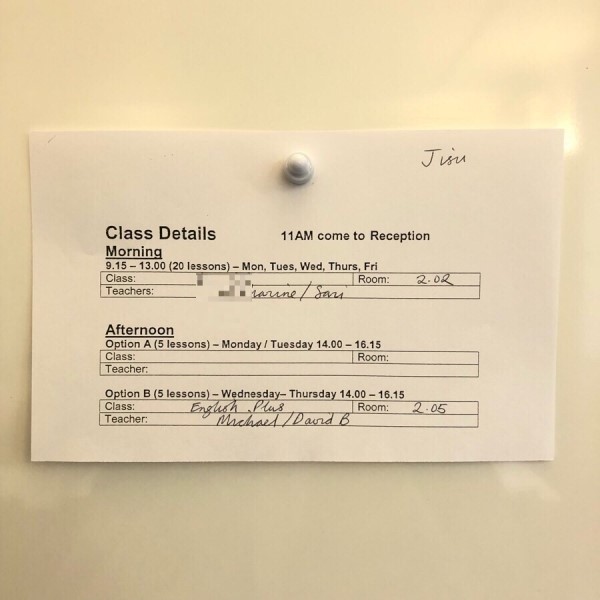 Jisu
Class Details 11AM come to Reception
Morning
9.15 – 13.00 (20 lessons) – Mon, Tues, Wed, Thurs, Fri
Class: Room: 2.02
Teachers: / Sari
Afternoon
Option A (5 lessons) – Monday / Tuesday 14.00 – 16.15
Class: Room:
Teacher:
Option B (5 lessons) – Wednesday– Thursday 14.00 – 16.15
Class: English Plus Room: 2.05
Teacher: Michael / David B